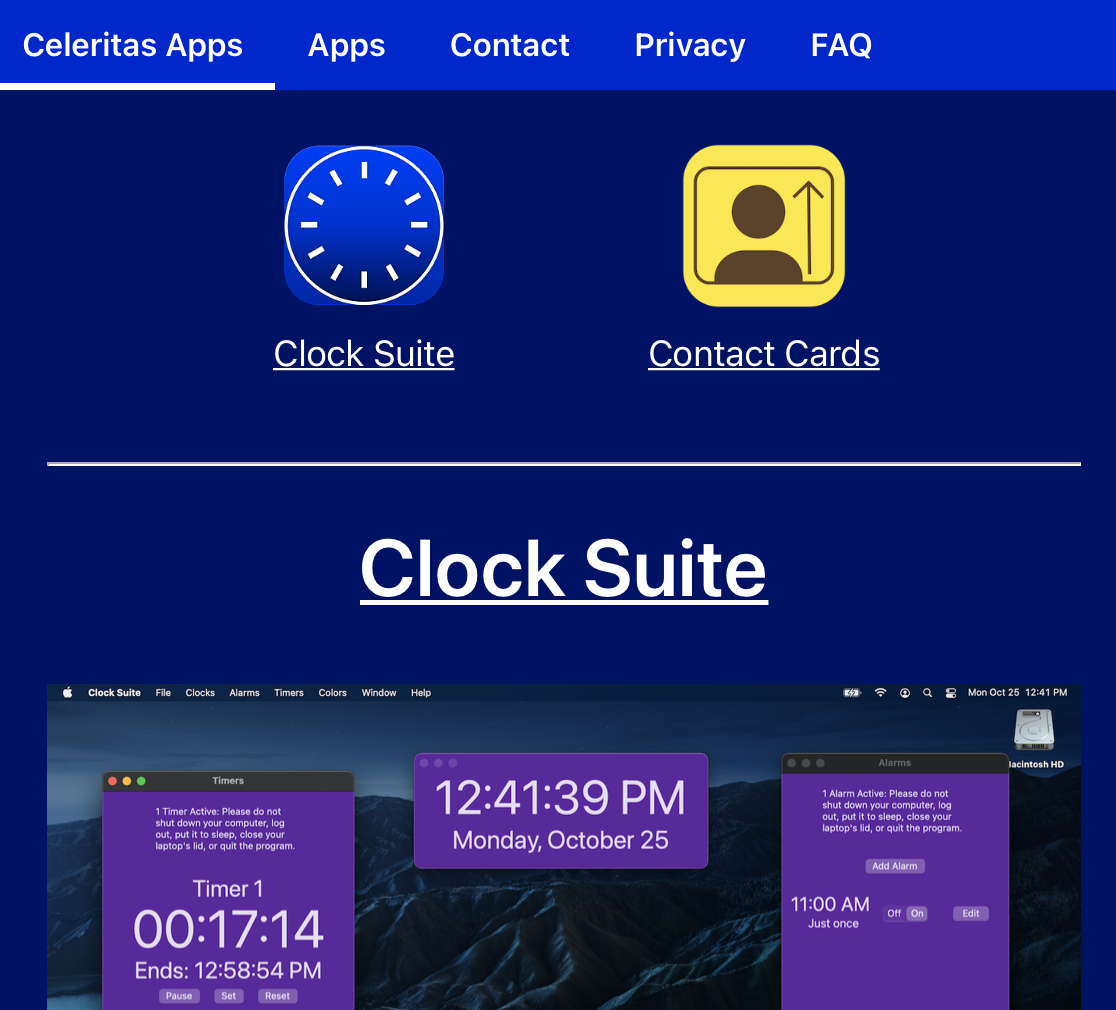 Celeritas Apps Apps Contact Privacy FAQ
Clock Suite
Contact Cards
Clock Suite
Clock Suite File Clocks Alarms Timers Colors Window Help Mon Oct 25 12:41 PM
acintosh HD
Timers
1 Timer Active: Please do not
shut down your computer, log
out, put it to sleep, close your
laptop's lid, or quit the program.
Timer 1
00:17:14
Ends: 12:58:54 PM
Pause Set Reset
12:41:39 PM
Monday, October 25
Alarms
1 Alarm Active: Please do not
shut down your computer, log
out, put it to sleep, close your
laptop's lid, or quit the program.
Add Alarm
11:00 AM Off On Edit
Just once